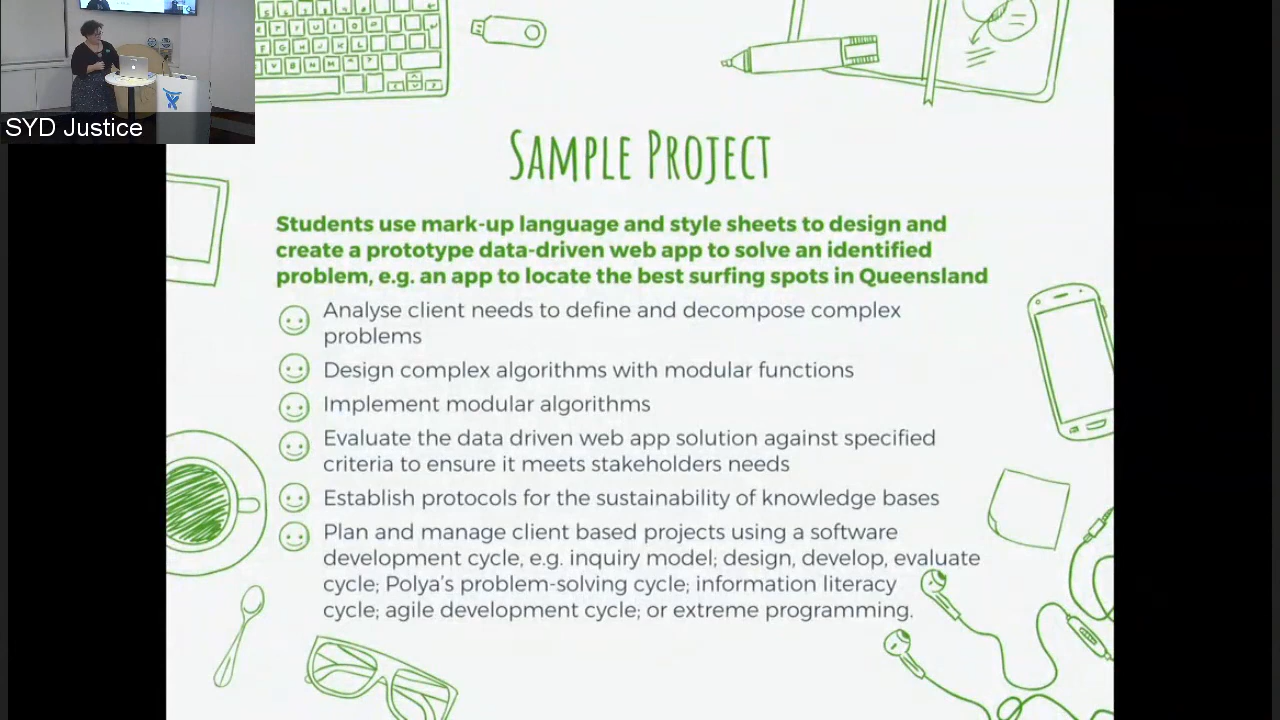 SYD Justice
SAMPLE PROJECT
Students use mark-up language and style sheets to design and
create a prototype data-driven web app to solve an identified
problem, e.g. an app to locate the best surfing spots in Queensland
Analyse client needs to define and decompose complex
problems
Design complex algorithms with modular functions
Implement modular algorithms
Evaluate the data driven web app solution against specified
criteria to ensure it meets stakeholders needs
Establish protocols for the sustainability of knowledge bases
Plan and manage client based projects using a software
development cycle, e.g. inquiry model; design, develop, evaluate
cycle; Polya's problem-solving cycle; information literacy
cycle; agile development cycle; or extreme programming.